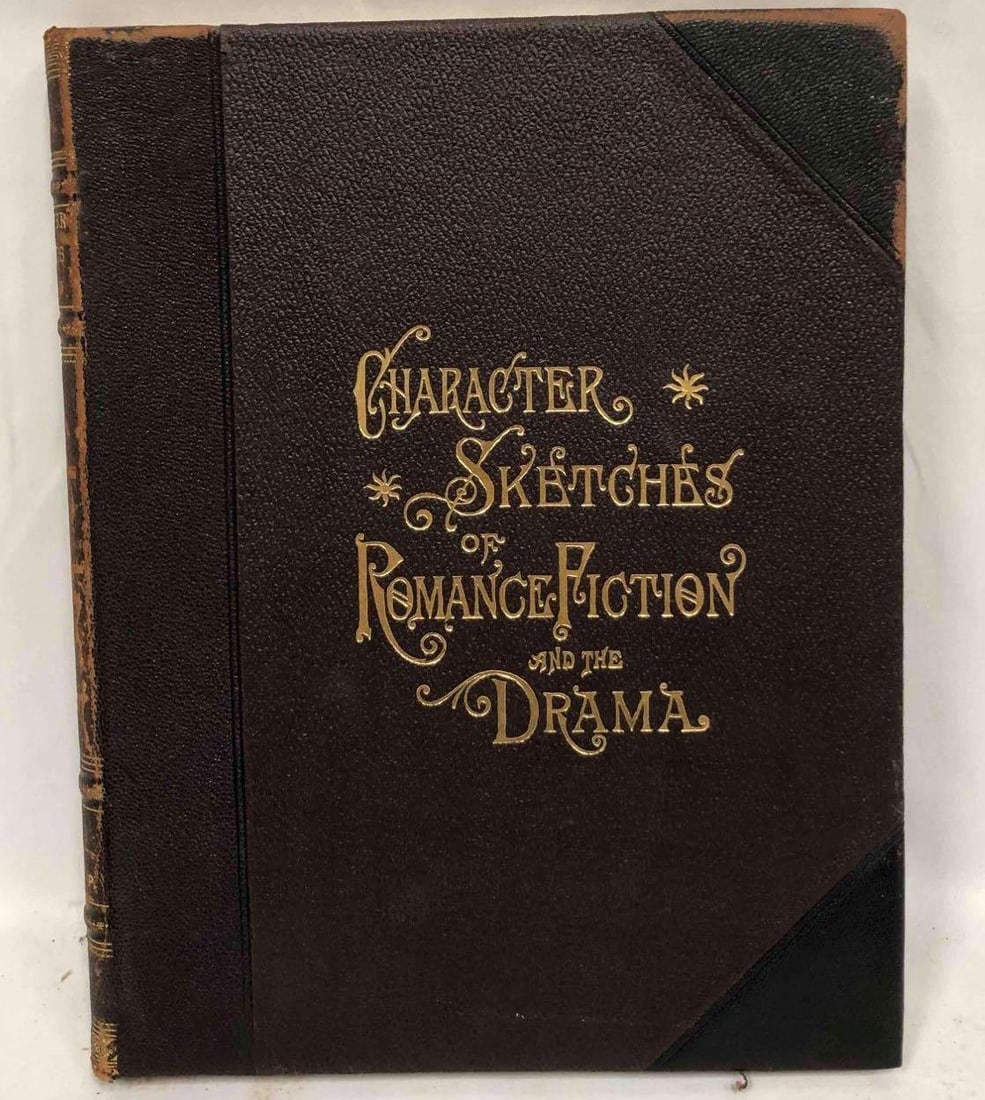 CHARACTER
SKETCHES
OF
ROMANCE FICTION
AND THE
DRAMA